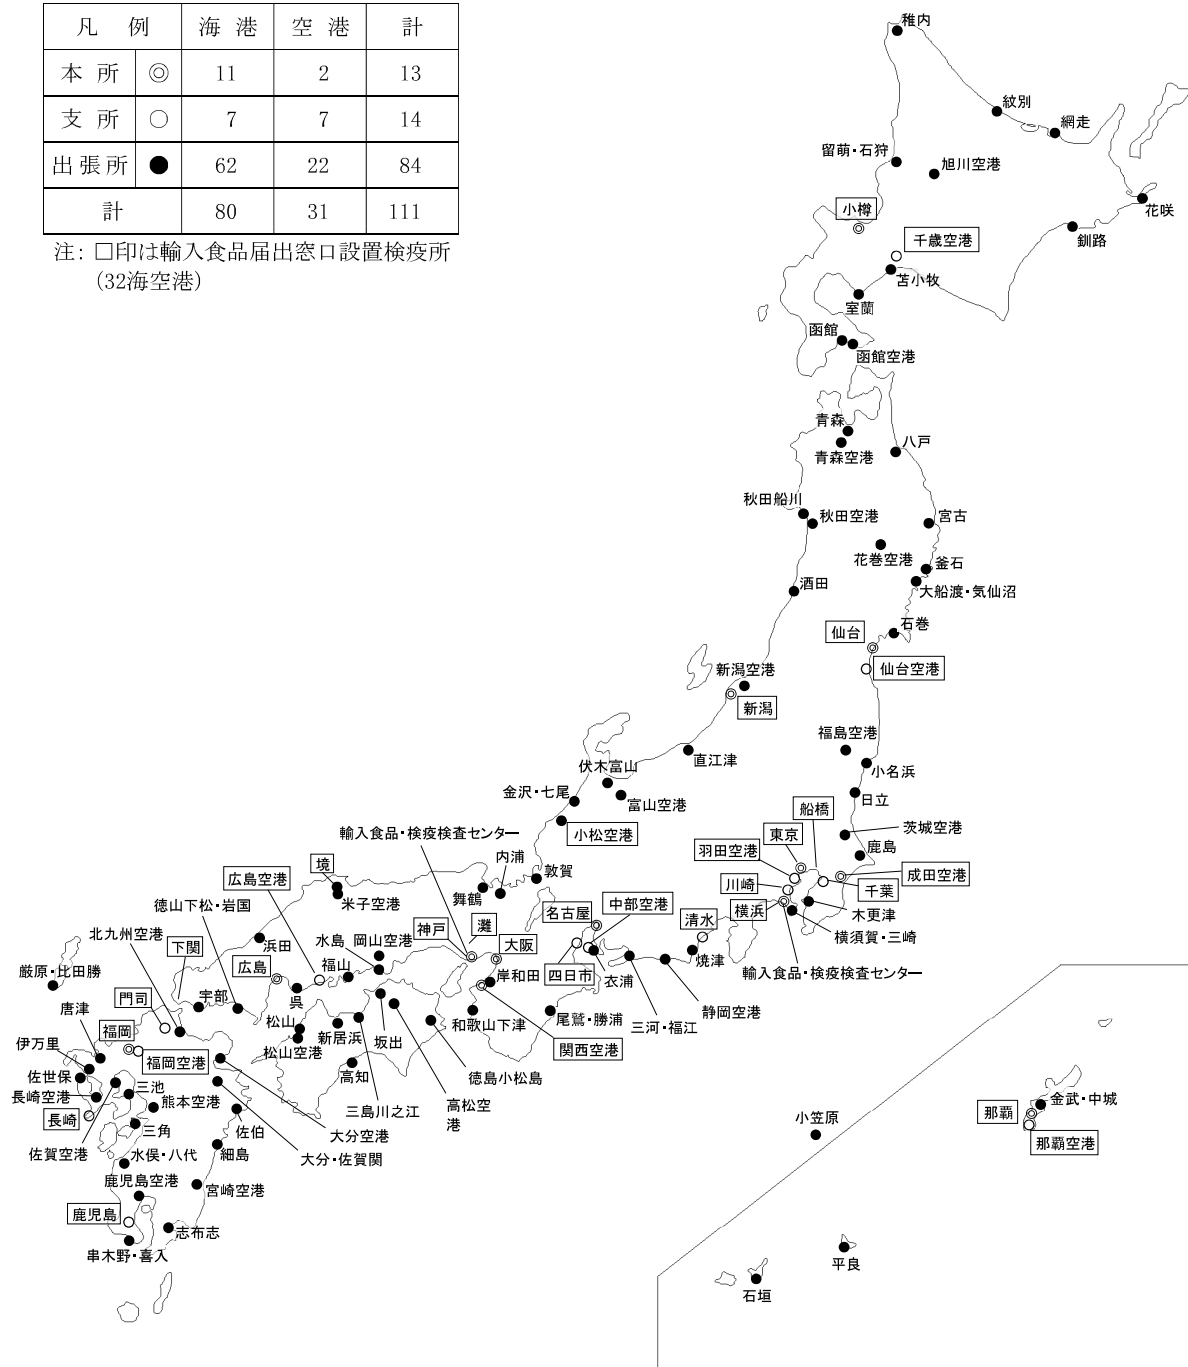 凡例 海港 空港 計
本所 ◎ 11 2 13
支所 ○ 7 7 14
出張所 ● 62 22 84
計 80 31 111
注: □印は輸入食品届出窓口設置検疫所
(32海空港)
稚内
紋別
網走
留萌・石狩
旭川空港
花咲
小樽
釧路
千歳空港
苫小牧
室蘭
函館
函館空港
青森
青森空港
八戸
秋田船川
秋田空港
宮古
花巻空港
釜石
大船渡・気仙沼
酒田
石巻
仙台
仙台空港
新潟空港
新潟
福島空港
直江津
小名浜
伏木富山
金沢・七尾
富山空港
日立
船橋
茨城空港
小松空港
東京
輸入食品・検疫検査センター
羽田空港
鹿島
内浦
敦賀
境
広島空港
成田空港
川崎
千葉
舞鶴
米子空港
徳山下松・岩国
名古屋
中部空港
横浜
木更津
清水
灘
神戸
北九州空港
水島
岡山空港
大阪
横須賀・三崎
下関
浜田
福山
広島
四日市
焼津
輸入食品・検疫検査センター
厳原・比田勝
岸和田
衣浦
門司
宇部
呉
唐津
松山
新居浜
和歌山下津
尾鷲・勝浦
静岡空港
三河・福江
福岡
伊万里
松山空港
坂出
関西空港
福岡空港
佐世保
高知
徳島小松島
長崎空港
三池
熊本空港
三島川之江
高松空
港
長崎
佐伯
三角
大分空港
佐賀空港
水俣・八代
細島
大分・佐賀関
鹿児島空港
宮崎空港
鹿児島
志布志
串木野・喜入
小笠原
那覇
金武・中城
那覇空港
平良
石垣